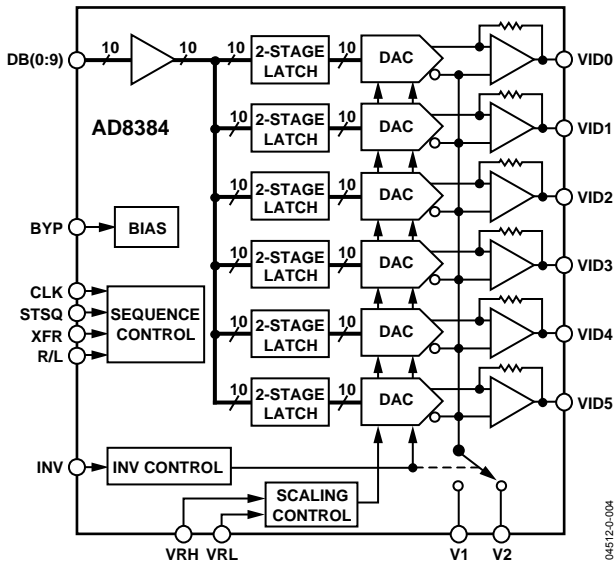 DB(0:9)
10
10
10
2-STAGE
LATCH
10
DAC
VID0
AD8384
10
2-STAGE
LATCH
10
DAC
VID1
10
2-STAGE
LATCH
10
DAC
VID2
BYP
BIAS
10
2-STAGE
LATCH
10
DAC
VID3
CLK
STSQ
XFR
R/L
SEQUENCE
CONTROL
10
2-STAGE
LATCH
10
DAC
VID4
10
2-STAGE
LATCH
10
DAC
VID5
INV
INV CONTROL
SCALING
CONTROL
VRH
VRL
V1
V2
04512-0-004